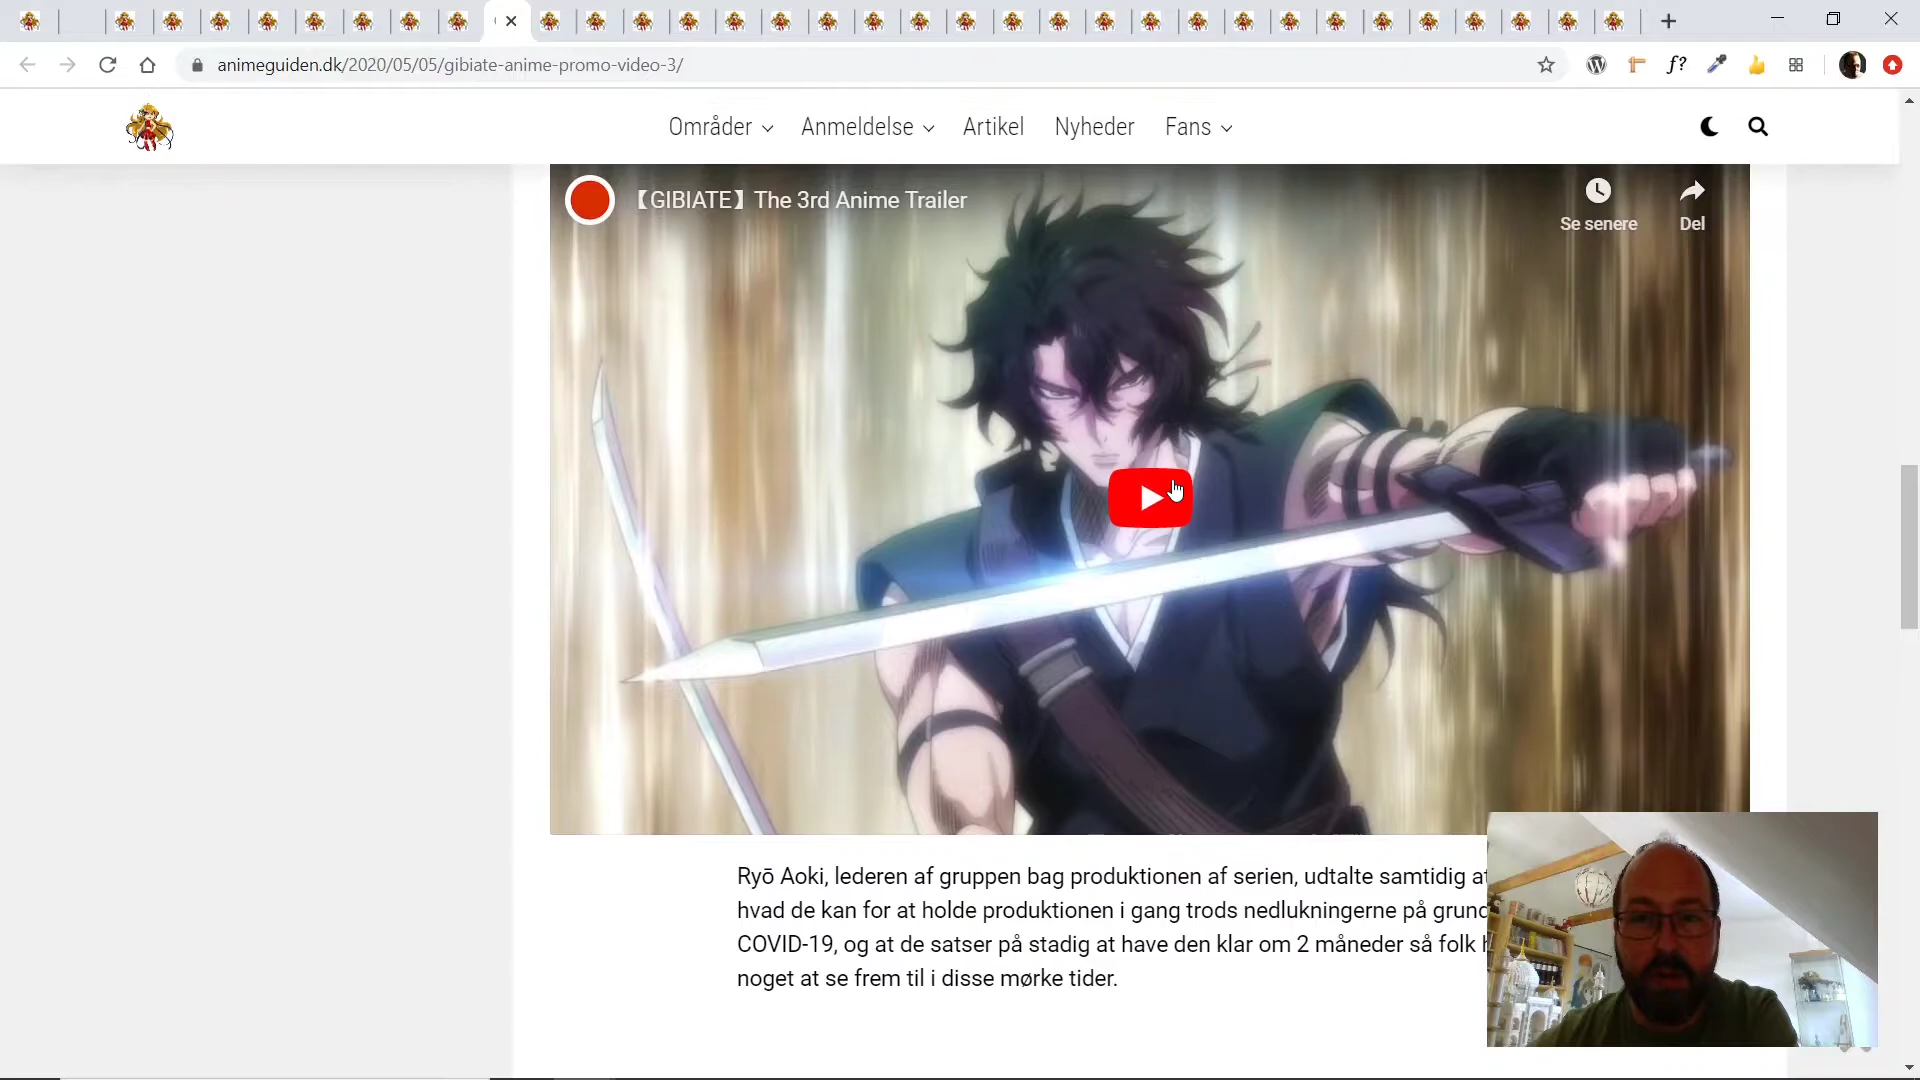 animeguiden.dk/2020/05/05/gibiate-anime-promo-video-3/
f?
Områder
Anmeldelse
Artikel
Nyheder
Fans
【GIBIATE】The 3rd Anime Trailer
Se senere
Del
Ryō Aoki, lederen af gruppen bag produktionen af serien, udtalte samtidig
hvad de kan for at holde produktionen i gang trods nedlukningerne på
COVID-19, og at de satser på stadig at have den klar om 2 måneder så folk
noget at se frem til i disse mørke tider.